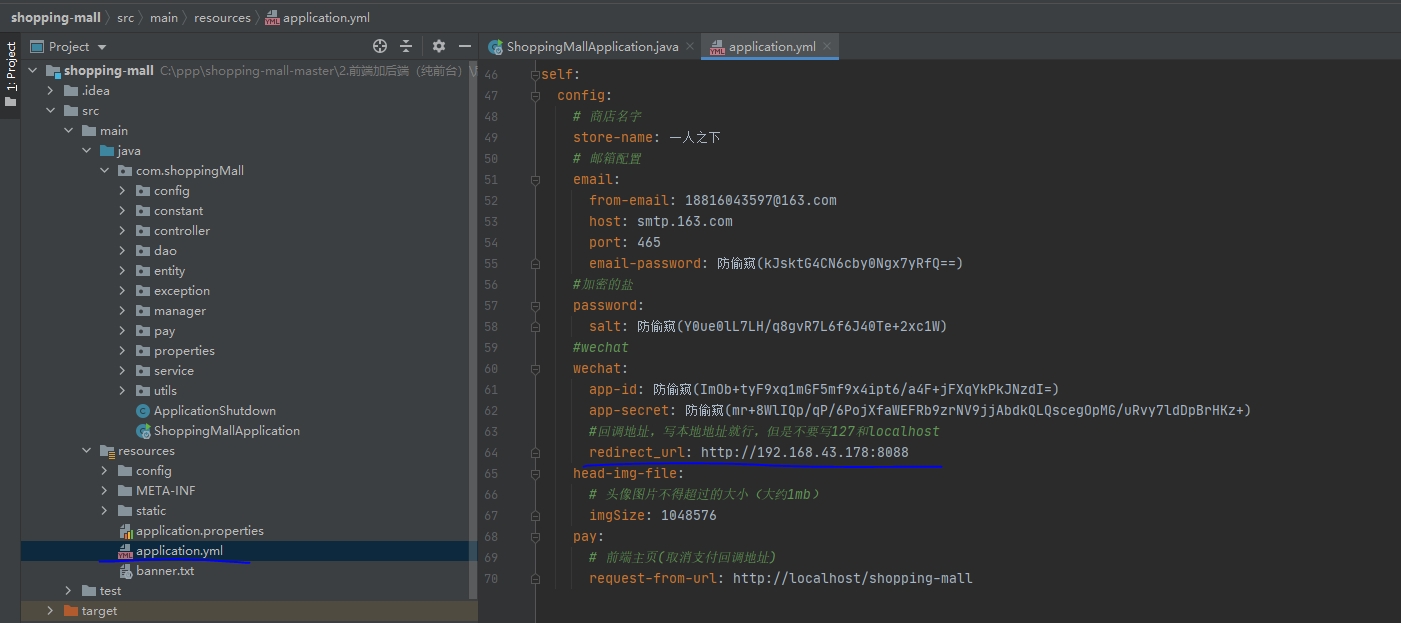 shopping-mall 〉 src 〉 main 〉 resources 〉 application.yml
1: Project
Project
ShoppingMallApplication.java
application.yml
shopping-mall C:\ppp\shopping-mall-master\2.前端加后端（纯前台）
.idea
src
main
java
com.shoppingMall
config
constant
controller
dao
entity
exception
manager
pay
properties
service
utils
ApplicationShutdown
ShoppingMallApplication
resources
config
META-INF
static
application.properties
application.yml
banner.txt
test
target
46 self:
47 config:
48 # 商店名字
49 store-name: 一人之下
50 # 邮箱配置
51 email:
52 from-email: 18816043597@163.com
53 host: smtp.163.com
54 port: 465
55 email-password: 防偷窥(kJsktG4CN6cby0Ngx7yRfQ==)
56 #加密的盐
57 password:
58 salt: 防偷窥(Y0ue0lL7LH/q8gvR7L6f6J40Te+2xc1W)
59 #wechat
60 wechat:
61 app-id: 防偷窥(ImOb+tyF9xq1mGF5mf9x4ipt6/a4F+jFXqYkPkJNzdI=)
62 app-secret: 防偷窥(mr+8WlIQp/qP/6PojXfaWEFRb9zrNV9jjAbdkQLQscegOpMG/uRvy7ldDpBrHKz+)
63 #回调地址，写本地地址就行，但是不要写127和localhost
64 redirect_url: http://192.168.43.178:8088
65 head-img-file:
66 # 头像图片不得超过的大小（大约1mb）
67 imgSize: 1048576
68 pay:
69 # 前端主页(取消支付回调地址)
70 request-from-url: http://localhost/shopping-mall